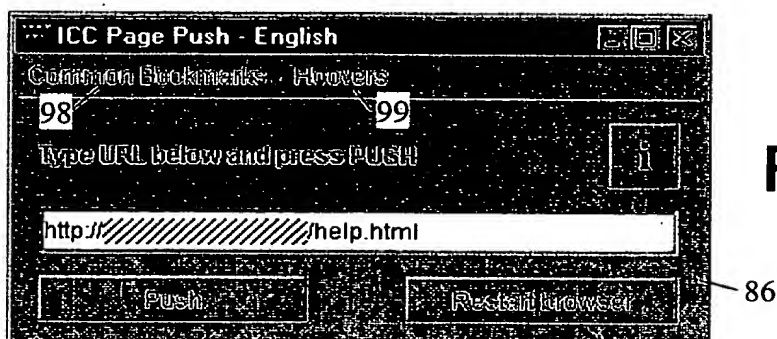 ICC Page Push - English
Common Bookmarks Hoovers
98 99
Type URL below and press PUSH
i
http:// /help.html
Push Restart browser
86